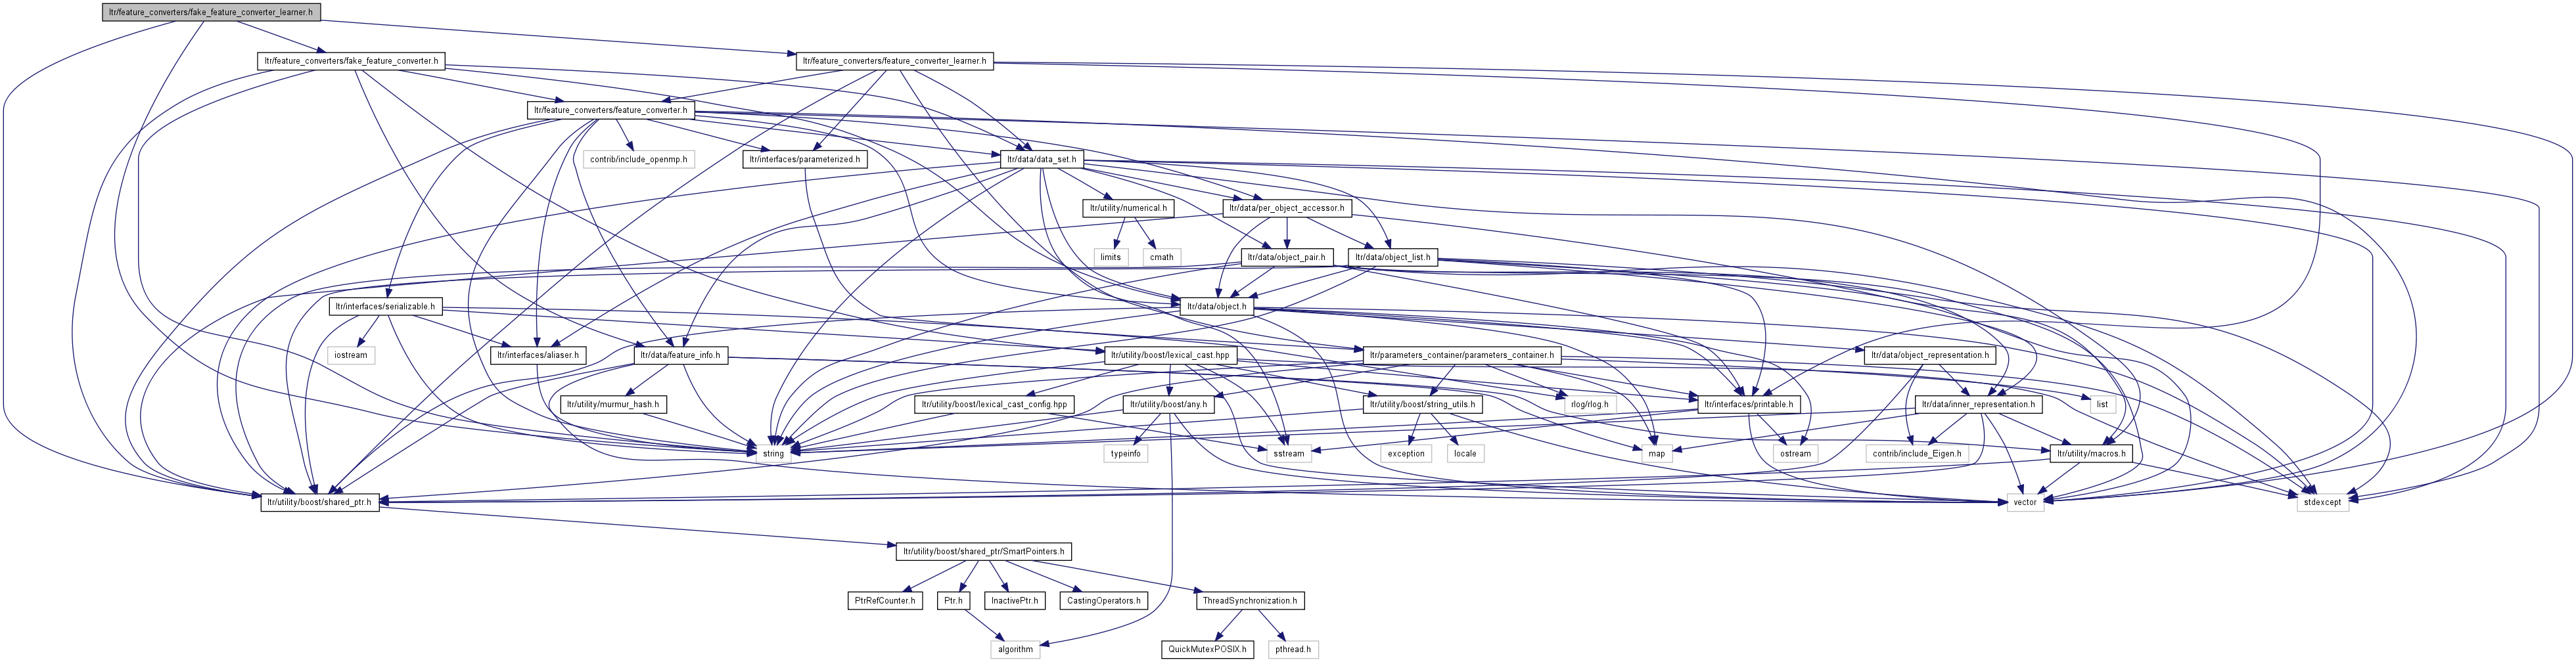 ltr/feature_converters/fake_feature_converter_learner.h
ltr/feature_converters/fake_feature_converter.h
ltr/feature_converters/feature_converter_learner.h
ltr/feature_converters/feature_converter.h
contrib/include_openmp.h
ltr/interfaces/parameterized.h
ltr/data/data_set.h
ltr/utility/numerical.h
ltr/data/per_object_accessor.h
limits
cmath
ltr/data/object_pair.h
ltr/data/object_list.h
ltr/interfaces/serializable.h
ltr/data/object.h
iostream
ltr/interfaces/aliaser.h
ltr/data/feature_info.h
ltr/utility/boost/lexical_cast.hpp
ltr/parameters_container/parameters_container.h
ltr/data/object_representation.h
ltr/utility/murmur_hash.h
ltr/utility/boost/lexical_cast_config.hpp
ltr/utility/boost/any.h
ltr/utility/boost/string_utils.h
rlog/rlog.h
ltr/interfaces/printable.h
ltr/data/inner_representation.h
list
string
typeinfo
sstream
exception
locale
map
ostream
contrib/include_Eigen.h
ltr/utility/macros.h
ltr/utility/boost/shared_ptr.h
vector
stdexcept
ltr/utility/boost/shared_ptr/SmartPointers.h
PtrRefCounter.h
Ptr.h
InactivePtr.h
CastingOperators.h
ThreadSynchronization.h
algorithm
QuickMutexPOSIX.h
pthread.h